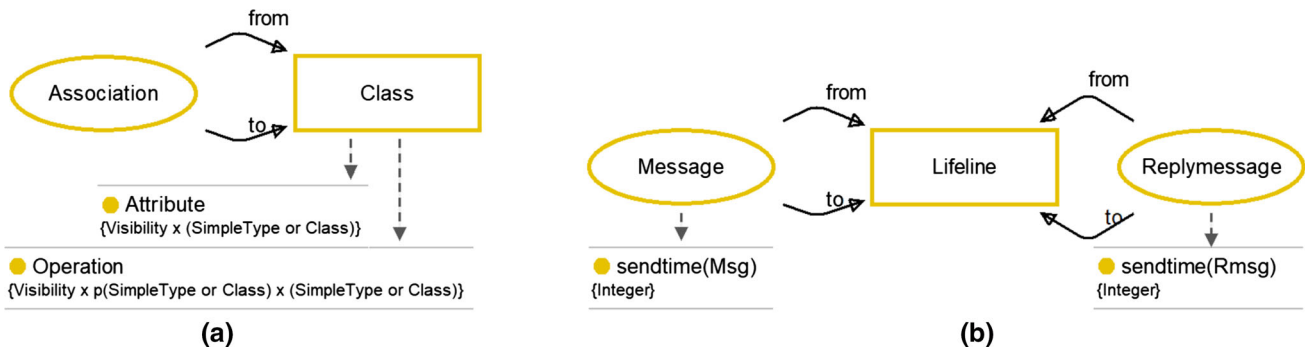 from
Association
Class
to
Attribute
{Visibility x (SimpleType or Class)}
Operation
{Visibility x p(SimpleType or Class) x (SimpleType or Class)}
(a)
from
from
Message
Lifeline
Replymessage
to
to
sendtime(Msg)
{Integer}
sendtime(Rmsg)
{Integer}
(b)